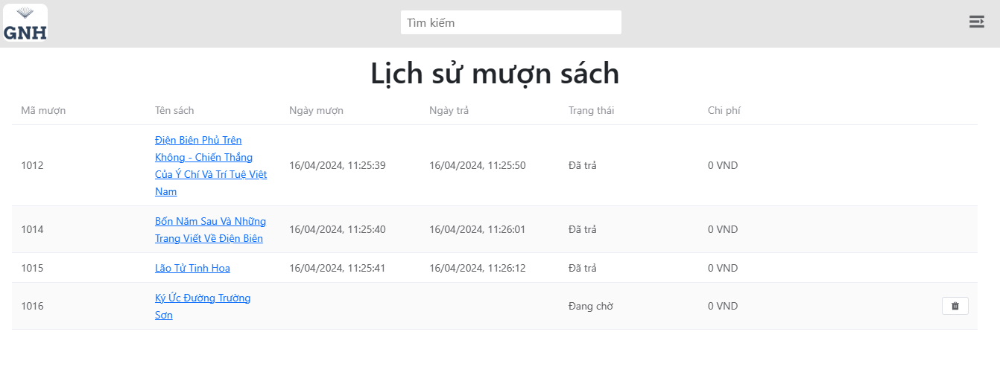 GNH
Tìm kiếm
Lịch sử mượn sách
Mã mượn Tên sách Ngày mượn Ngày trả Trạng thái Chi phí
Điện Biên Phủ Trên
Không - Chiến Thắng
1012 16/04/2024, 11:25:39 16/04/2024, 11:25:50 Đã trả 0 VND
Của Ý Chí Và Trí Tuệ Việt
Nam
Bốn Năm Sau Và Những
1014 16/04/2024, 11:25:40 16/04/2024, 11:26:01 Đã trả 0 VND
Trang Viết Về Điện Biên
1015 Lão Tử Tinh Hoa 16/04/2024, 11:25:41 16/04/2024, 11:26:12 Đã trả 0 VND
Ký Ức Đường Trường
1016 Đang chờ 0 VND
Sơn